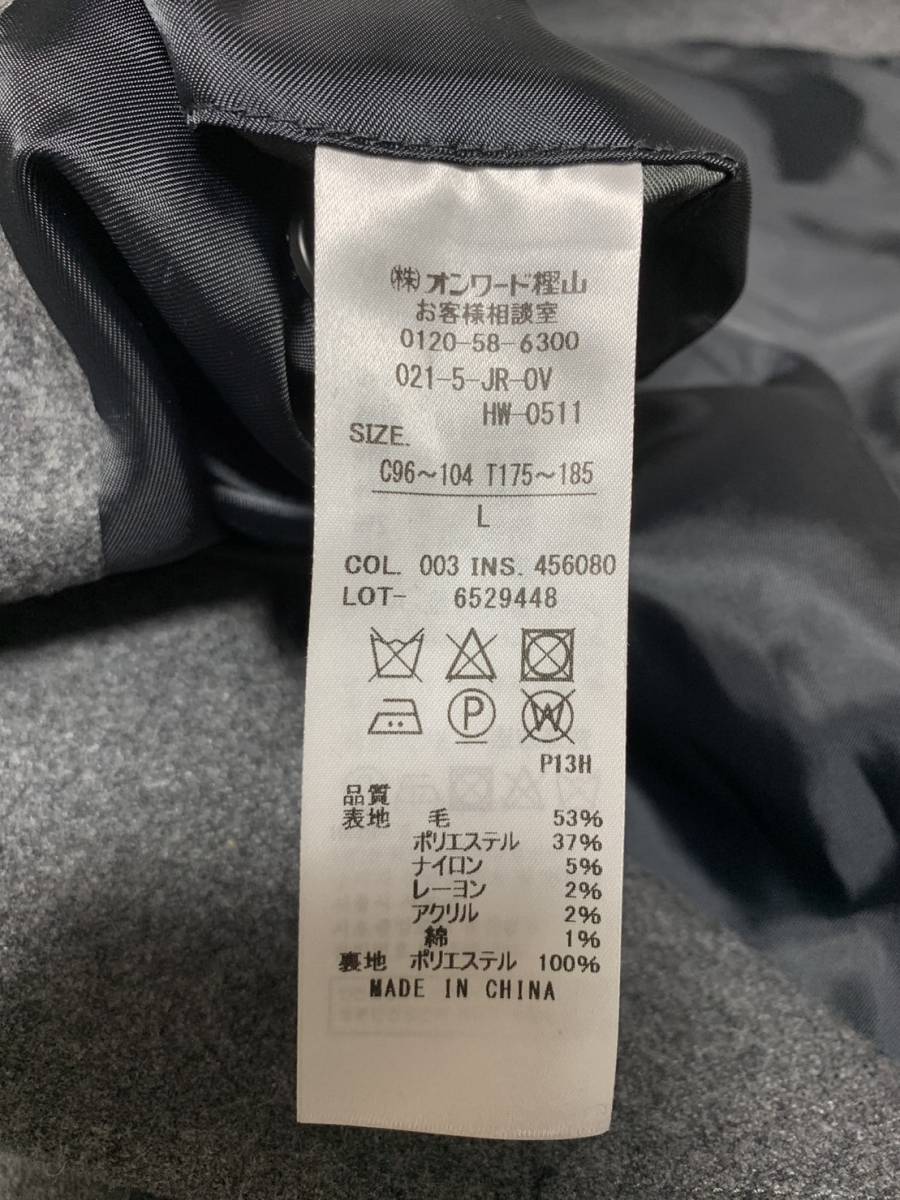 (株)オンワード樫山
お客様相談室
0120-58-6300
021-5-JR-OV
HW-0511
SIZE.
C96～104 T175～185
L
COL. 003 INS. 456080
LOT- 6529448
P
W
P13H
品質
表地 毛 53%
ポリエステル 37%
ナイロン 5%
レーヨン 2%
アクリル 2%
綿 1%
裏地 ポリエステル 100%
MADE IN CHINA